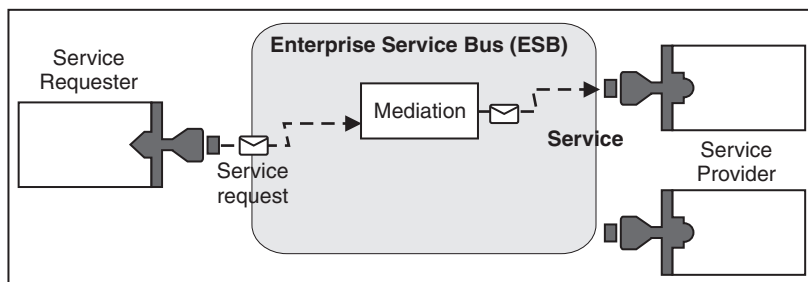 Enterprise Service Bus (ESB)
Service
Requester
Mediation
Service
request
Service
Service
Provider